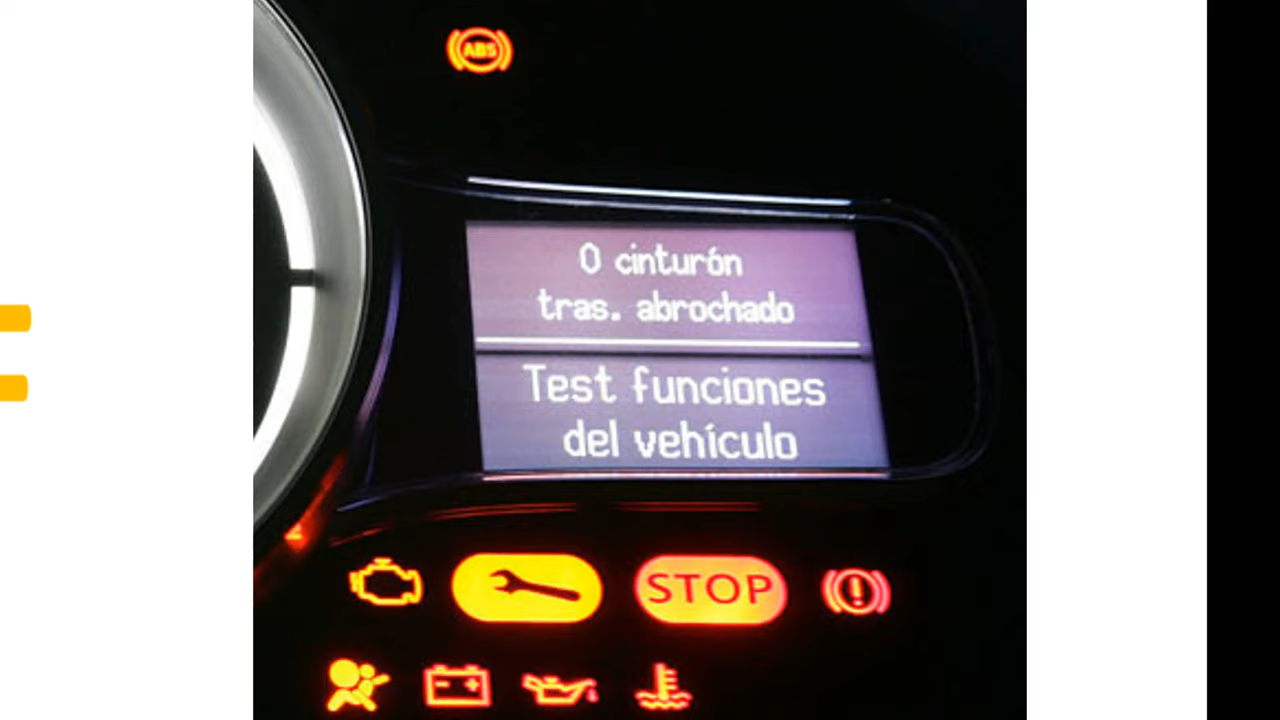 ABS
0 cinturón
tras. abrochado
Test funciones
del vehículo
STOP